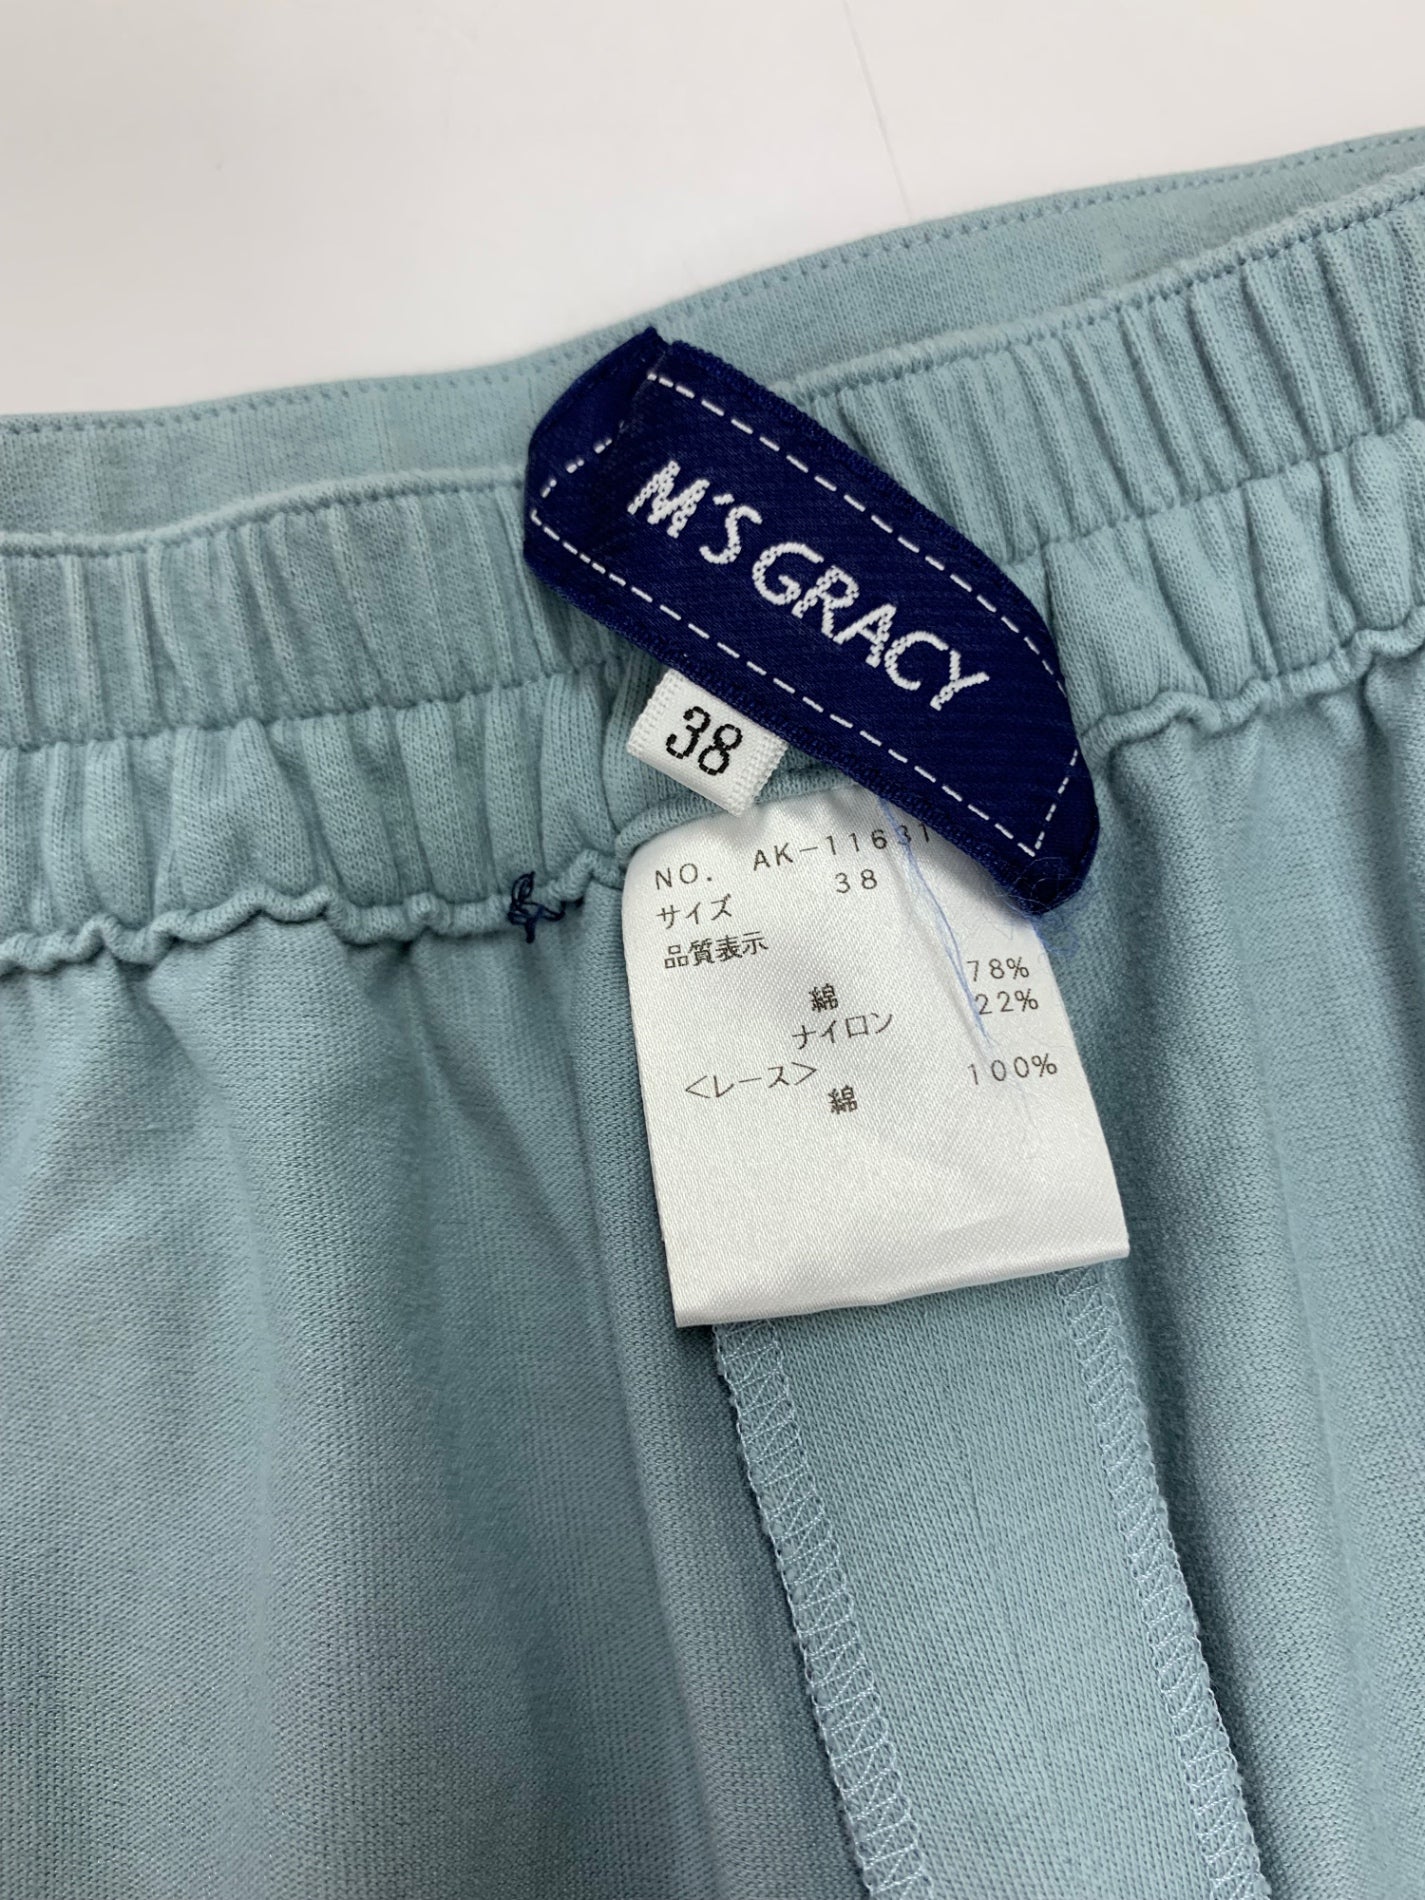 M'S GRACY
38
NO. AK-11631
サイズ 38
品質表示
綿 78%
ナイロン 22%
<レース>
綿 100%